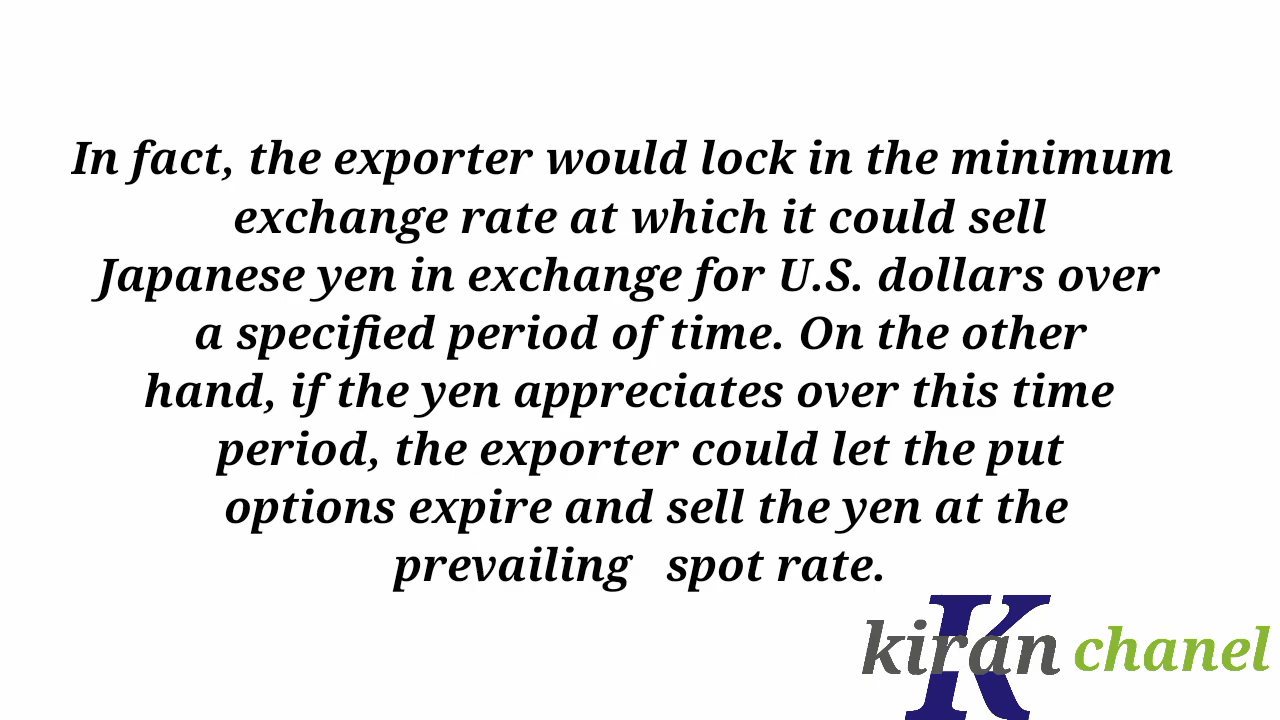 In fact, the exporter would lock in the minimum
exchange rate at which it could sell
Japanese yen in exchange for U.S. dollars over
a specified period of time. On the other
hand, if the yen appreciates over this time
period, the exporter could let the put
options expire and sell the yen at the
prevailing spot rate.
K
kiran chanel